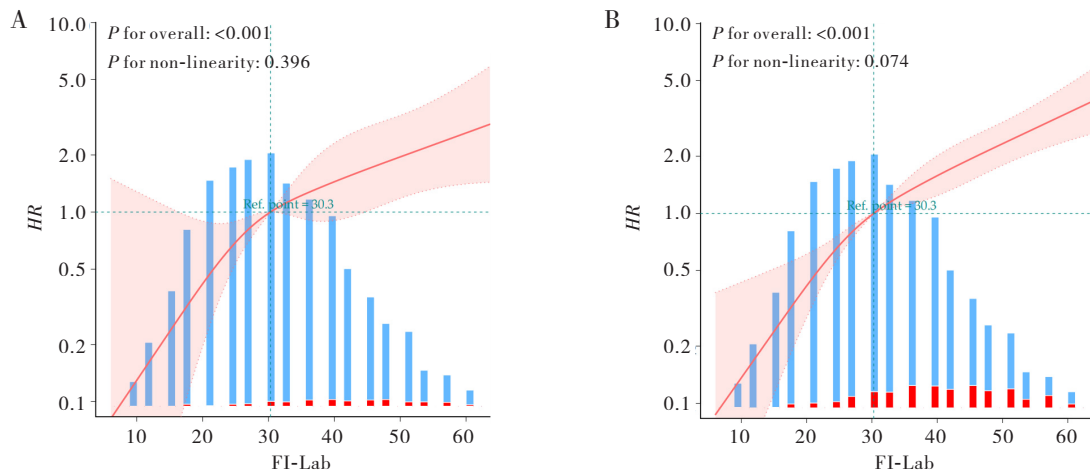 A
P for overall: <0.001
P for non-linearity: 0.396
10.0
5.0
2.0
1.0
0.5
0.2
0.1
HR
Ref. point = 30.3
10 20 30 40 50 60
FI-Lab
B
P for overall: <0.001
P for non-linearity: 0.074
10.0
5.0
2.0
1.0
0.5
0.2
0.1
HR
Ref. point = 30.3
10 20 30 40 50 60
FI-Lab